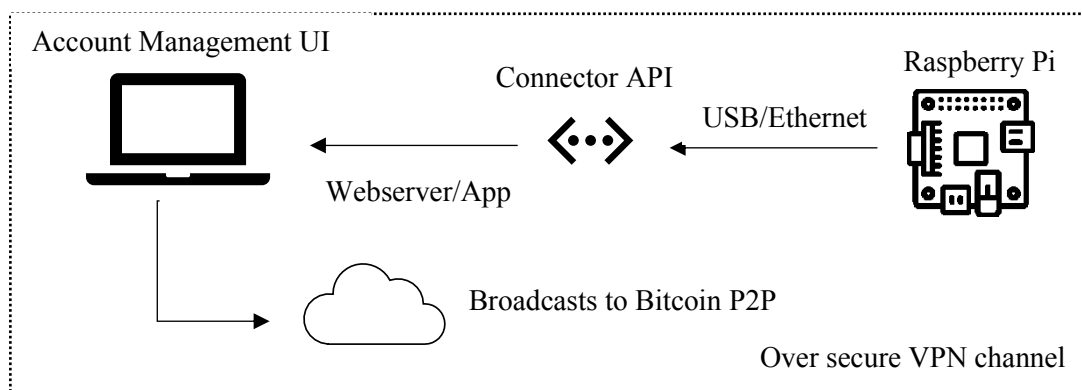 Account Management UI
Connector API
Raspberry Pi
USB/Ethernet
Webserver/App
Broadcasts to Bitcoin P2P
Over secure VPN channel